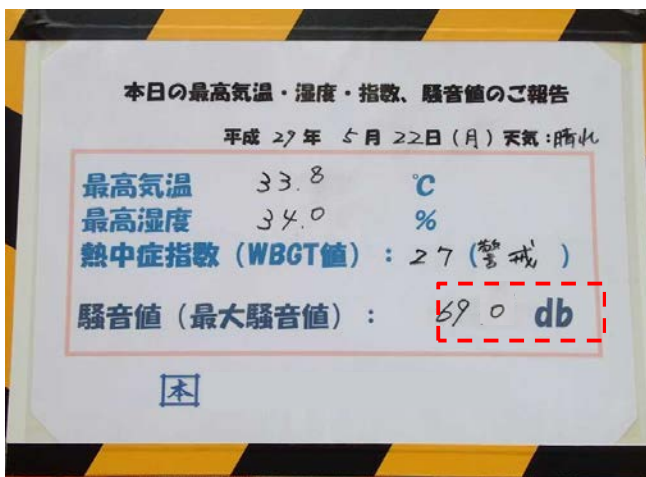 本日の最高気温・湿度・指数、騒音値のご報告
平成 29 年 5 月 22日(月)天気:晴れ
最高気温 33.8 ℃
最高湿度 34.0 %
熱中症指数(WBGT値):27(警戒)
騒音値(最大騒音値): 69.0 db
本